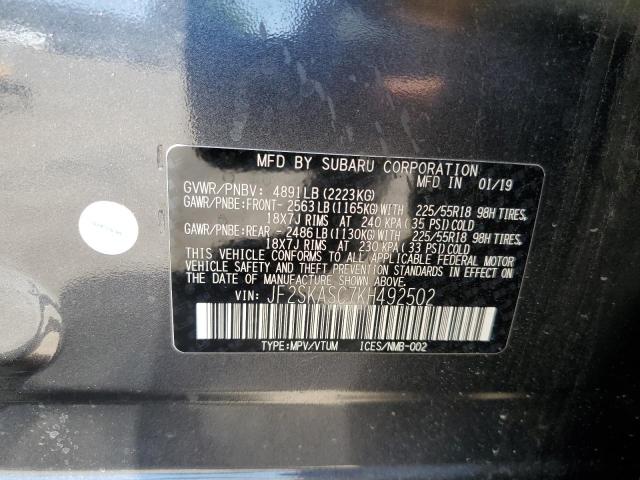 MFD BY SUBARU CORPORATION
MFD IN 01/19
GVWR/PNBV: 4891LB (2223KG)
GAWR/PNBE:FRONT- 2563 LB (1165KG) WITH 225/55R18 98H TIRES,
18X7J RIMS AT 240 KPA (35 PSI) COLD
GAWR/PNBE:REAR - 2486 LB (1130KG) WITH 225/55R18 98H TIRES,
18X7J RIMS AT 230 KPA (33 PSI) COLD
THIS VEHICLE CONFORMS TO ALL APPLICABLE FEDERAL MOTOR
VEHICLE SAFETY AND THEFT PREVENTION STANDARDS IN EFFECT ON
THE DATE OF MANUFACTURE SHOWN ABOVE.
VIN: JF2SKASC7KH492502
TYPE:MPV/VTUM ICES/NMB-002